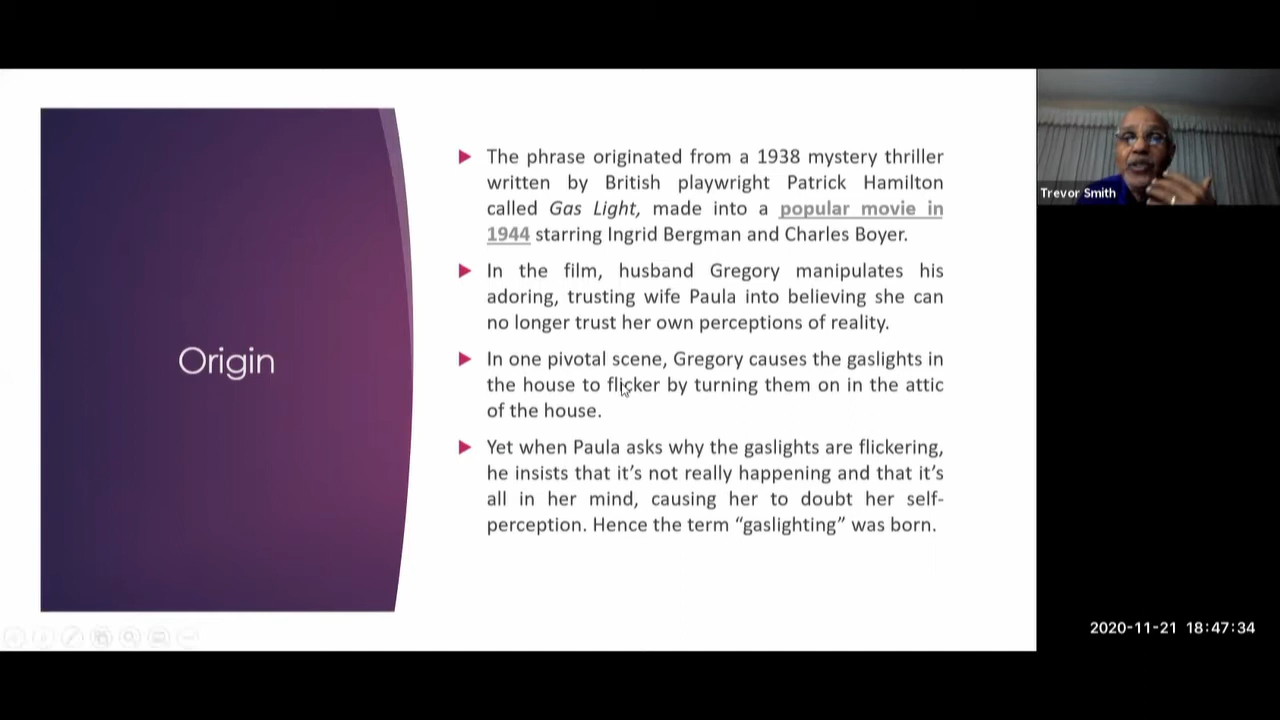 Origin
The phrase originated from a 1938 mystery thriller
written by British playwright Patrick Hamilton
called Gas Light, made into a popular movie in
1944 starring Ingrid Bergman and Charles Boyer.
In the film, husband Gregory manipulates his
adoring, trusting wife Paula into believing she can
no longer trust her own perceptions of reality.
In one pivotal scene, Gregory causes the gaslights in
the house to flicker by turning them on in the attic
of the house.
Yet when Paula asks why the gaslights are flickering,
he insists that it’s not really happening and that it’s
all in her mind, causing her to doubt her self-
perception. Hence the term “gaslighting” was born.
Trevor Smith
2020-11-21 18:47:34